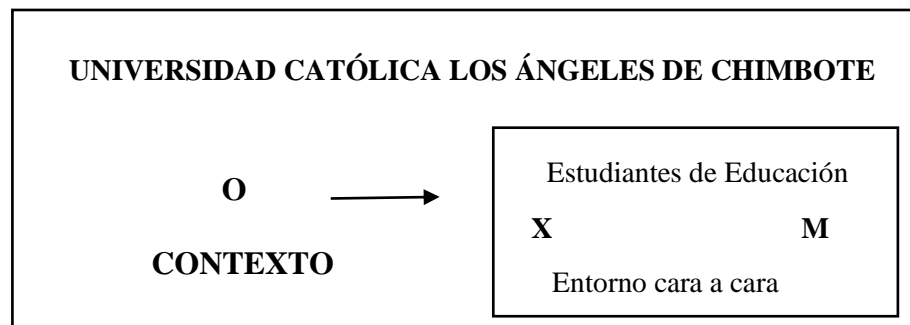 UNIVERSIDAD CATÓLICA LOS ÁNGELES DE CHIMBOTE
O
CONTEXTO
Estudiantes de Educación
X M
Entorno cara a cara